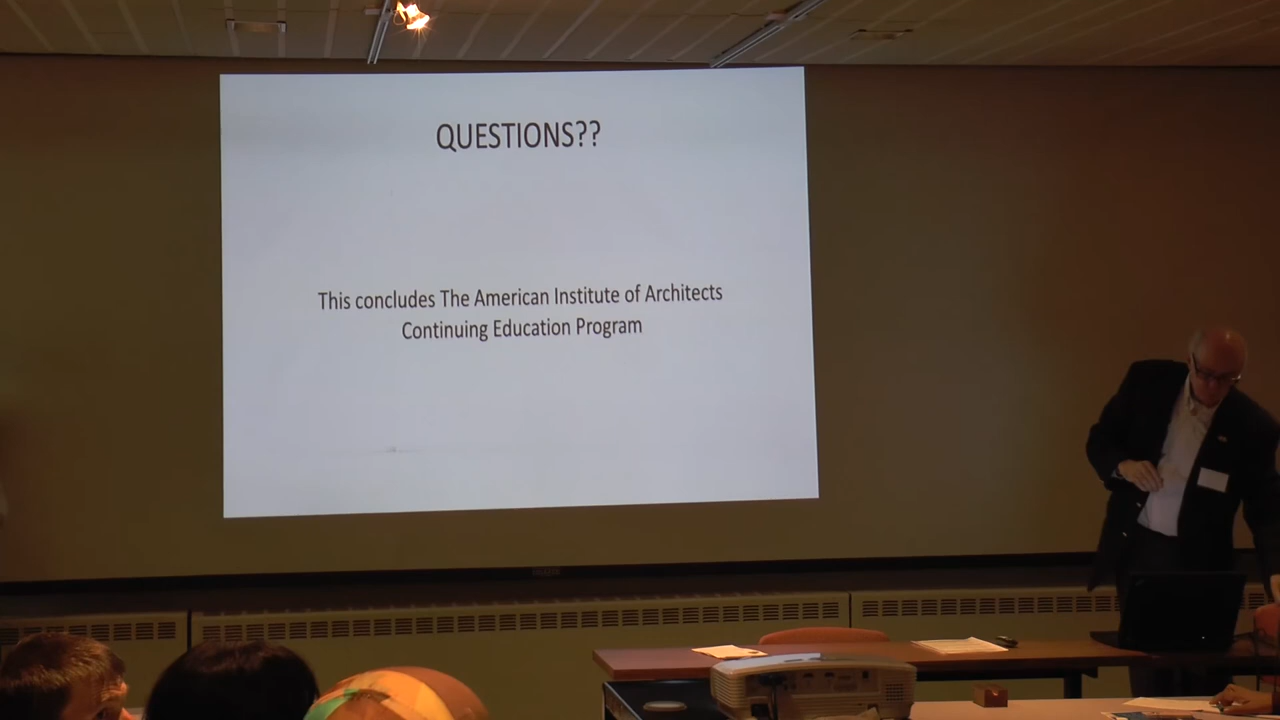 QUESTIONS??
This concludes The American Institute of Architects
Continuing Education Program